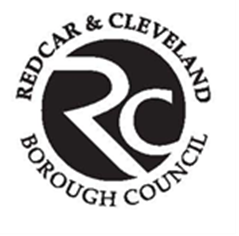 REDCAR & CLEVELAND
RC
BOROUGH COUNCIL